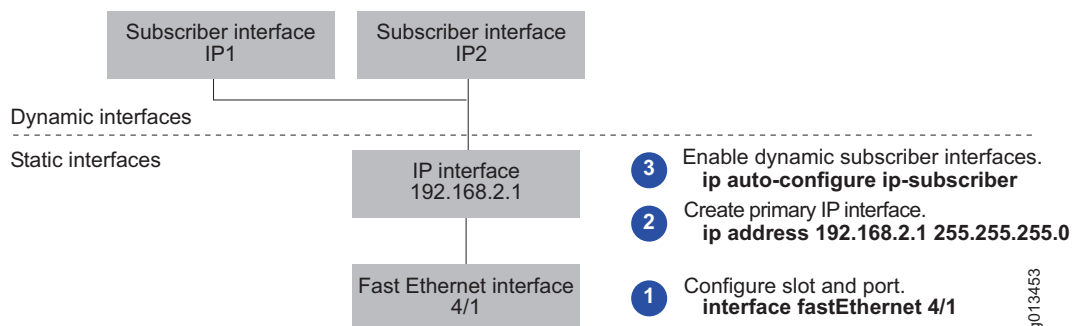 Subscriber interface
IP1
Subscriber interface
IP2
Dynamic interfaces
Static interfaces
IP interface
192.168.2.1
3
Enable dynamic subscriber interfaces.
ip auto-configure ip-subscriber
2
Create primary IP interface.
ip address 192.168.2.1 255.255.255.0
Fast Ethernet interface
4/1
1
Configure slot and port.
interface fastEthernet 4/1
g013453